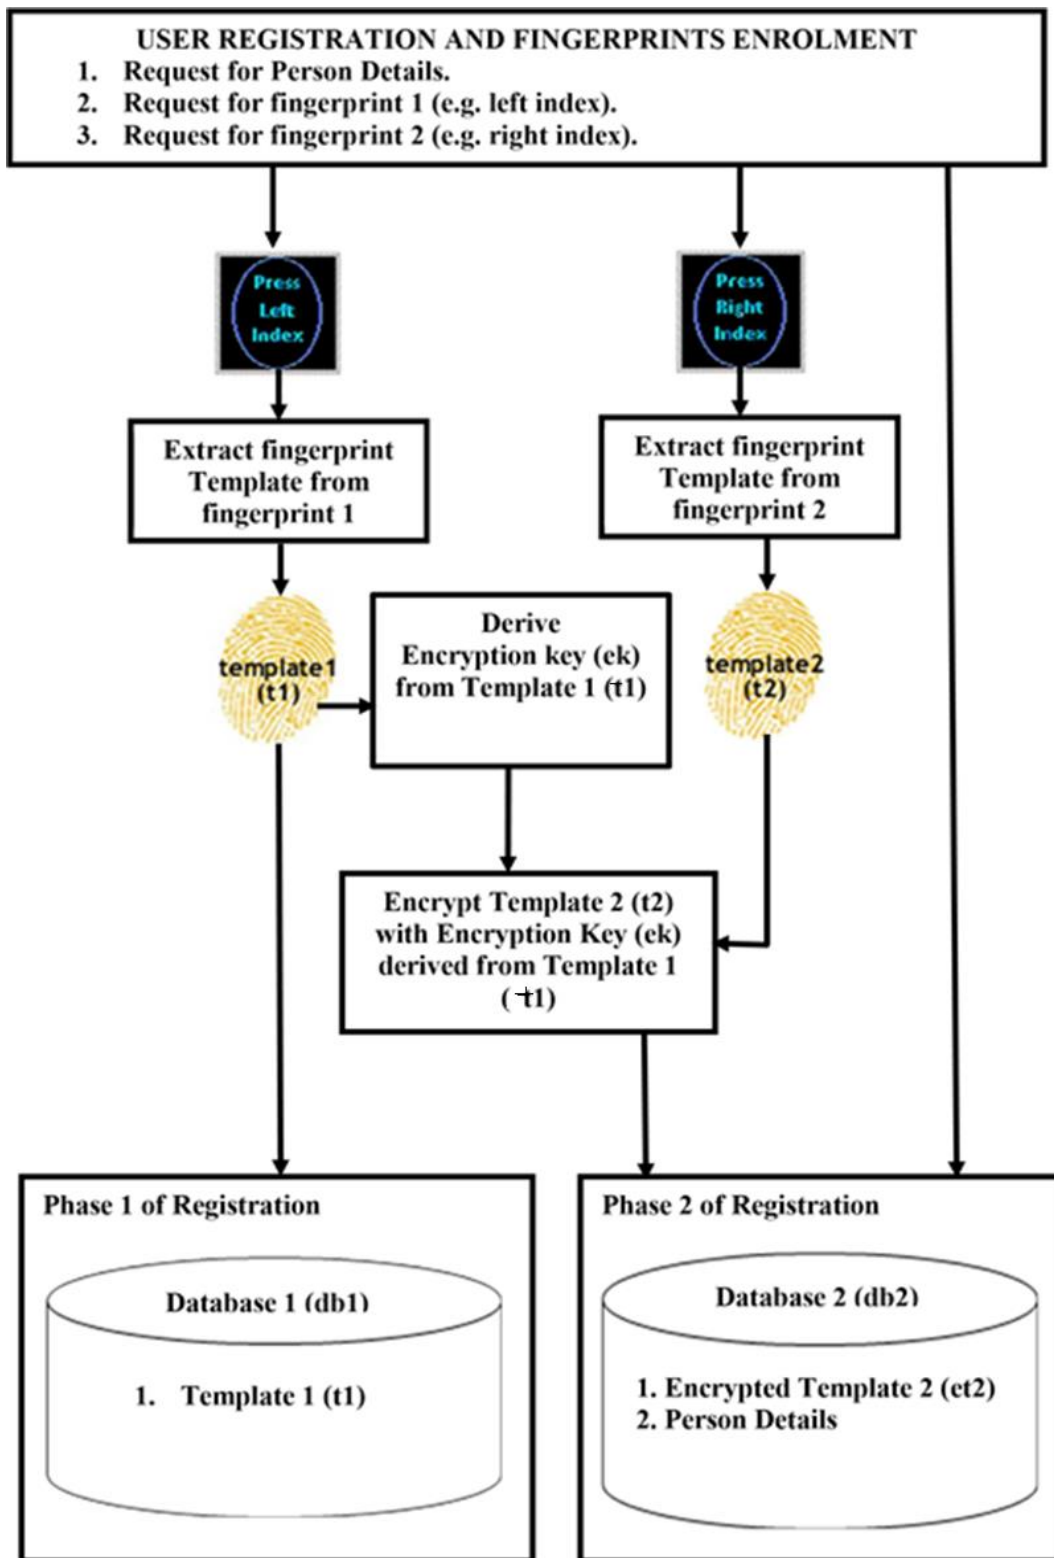 USER REGISTRATION AND FINGERPRINTS ENROLMENT
1. Request for Person Details.
2. Request for fingerprint 1 (e.g. left index).
3. Request for fingerprint 2 (e.g. right index).
Press
Left
Index
Press
Right
Index
Extract fingerprint
Template from
fingerprint 1
Extract fingerprint
Template from
fingerprint 2
template1
(t1)
Derive
Encryption key (ek)
from Template 1 (t1)
template2
(t2)
Encrypt Template 2 (t2)
with Encryption Key (ek)
derived from Template 1
(t1)
Phase 1 of Registration
Database 1 (db1)
1. Template 1 (t1)
Phase 2 of Registration
Database 2 (db2)
1. Encrypted Template 2 (et2)
2. Person Details